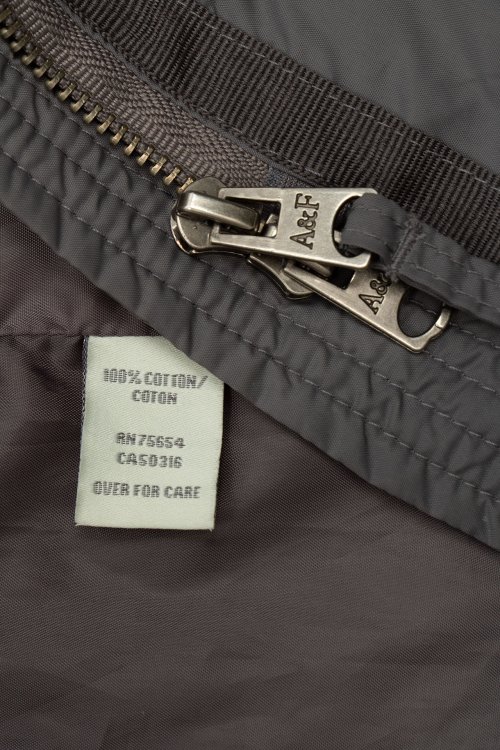 A&F
A&
100% COTTON/
COTON
RN75654
CA50316
OVER FOR CARE